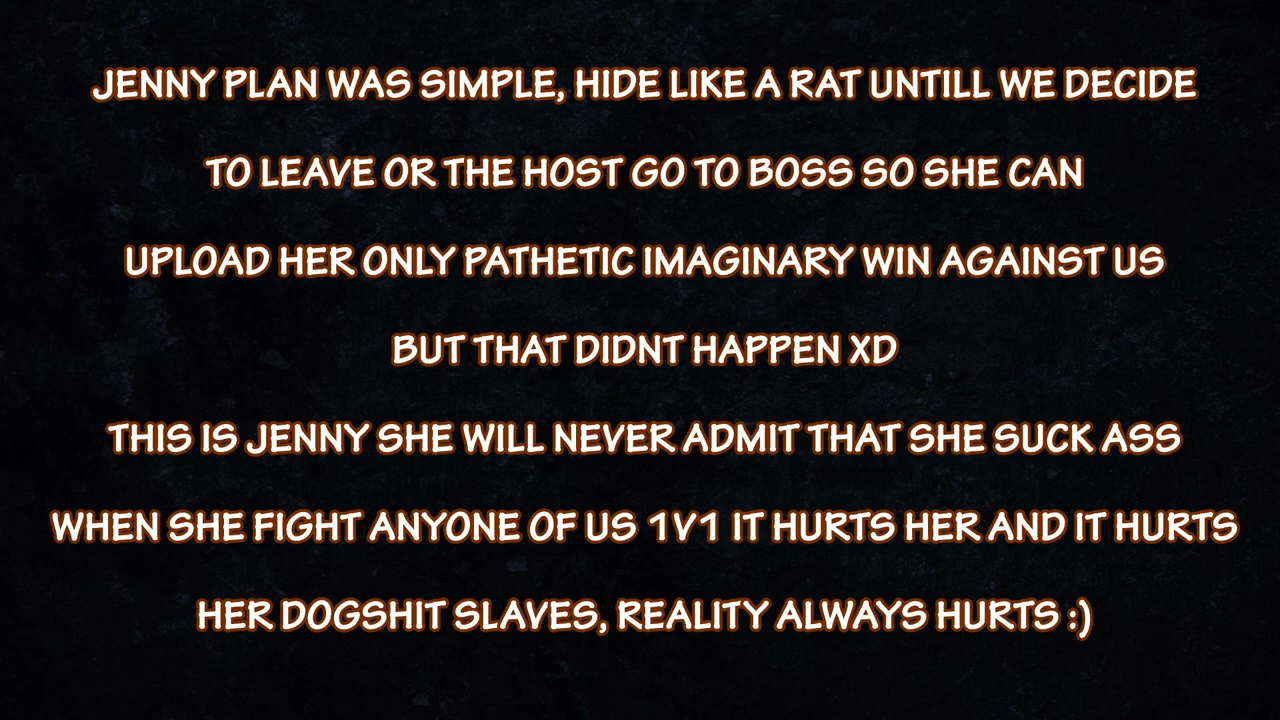 JENNY PLAN WAS SIMPLE, HIDE LIKE A RAT UNTILL WE DECIDE
TO LEAVE OR THE HOST GO TO BOSS SO SHE CAN
UPLOAD HER ONLY PATHETIC IMAGINARY WIN AGAINST US
BUT THAT DIDNT HAPPEN XD
THIS IS JENNY SHE WILL NEVER ADMIT THAT SHE SUCK ASS
WHEN SHE FIGHT ANYONE OF US 1V1 IT HURTS HER AND IT HURTS
HER DOGSHIT SLAVES, REALITY ALWAYS HURTS :)